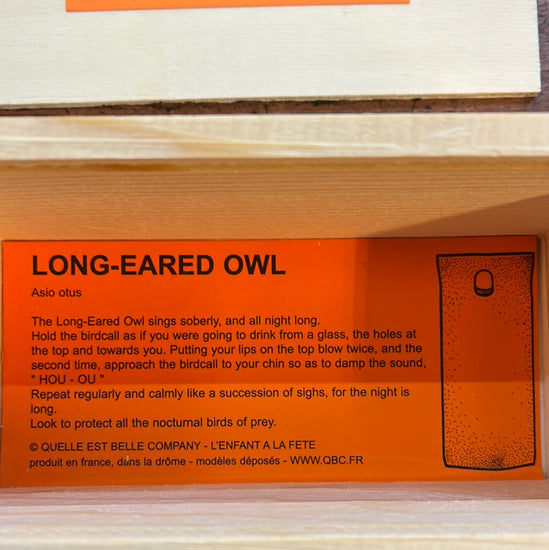 LONG-EARED OWL
Asio otus
The Long-Eared Owl sings soberly, and all night long.
Hold the birdcall as if you were going to drink from a glass, the holes at
the top and towards you. Putting your lips on the top blow twice, and the
second time, approach the birdcall to your chin so as to damp the sound,
" HOU - OU "
Repeat regularly and calmly like a succession of sighs, for the night is
long.
Look to protect all the nocturnal birds of prey.
© QUELLE EST BELLE COMPANY - L'ENFANT A LA FETE
produit en france, dans la drôme - modèles déposés - WWW.QBC.FR